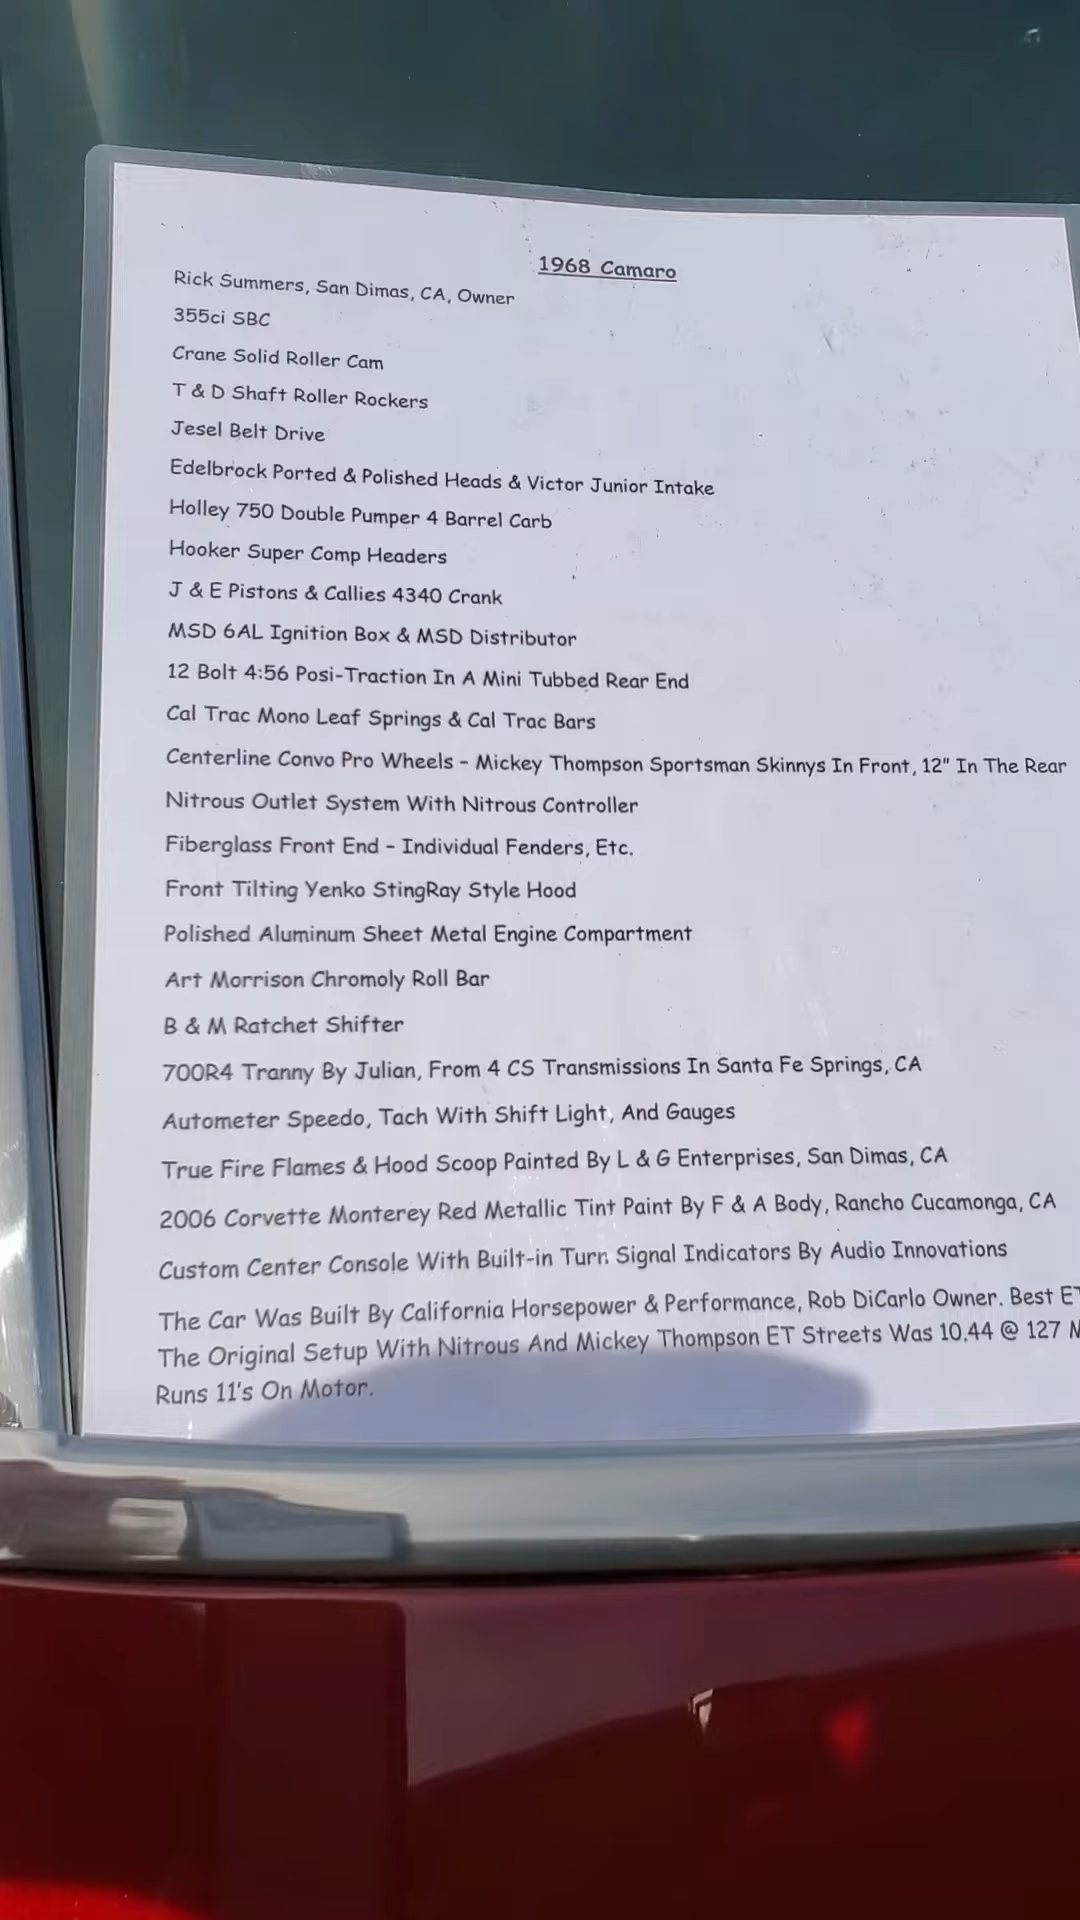 1968 Camaro
Rick Summers, San Dimas, CA, Owner
355ci SBC
Crane Solid Roller Cam
T & D Shaft Roller Rockers
Jesel Belt Drive
Edelbrock Ported & Polished Heads & Victor Junior Intake
Holley 750 Double Pumper 4 Barrel Carb
Hooker Super Comp Headers
J & E Pistons & Callies 4340 Crank
MSD 6AL Ignition Box & MSD Distributor
12 Bolt 4:56 Posi-Traction In A Mini Tubbed Rear End
Cal Trac Mono Leaf Springs & Cal Trac Bars
Centerline Convo Pro Wheels - Mickey Thompson Sportsman Skinnys In Front, 12" In The Rear
Nitrous Outlet System With Nitrous Controller
Fiberglass Front End - Individual Fenders, Etc.
Front Tilting Yenko StingRay Style Hood
Polished Aluminum Sheet Metal Engine Compartment
Art Morrison Chromoly Roll Bar
B & M Ratchet Shifter
700R4 Tranny By Julian, From 4 CS Transmissions In Santa Fe Springs, CA
Autometer Speedo, Tach With Shift Light, And Gauges
True Fire Flames & Hood Scoop Painted By L & G Enterprises, San Dimas, CA
2006 Corvette Monterey Red Metallic Tint Paint By F & A Body, Rancho Cucamonga, CA
Custom Center Console With Built-in Turn Signal Indicators By Audio Innovations
The Car Was Built By California Horsepower & Performance, Rob DiCarlo Owner. Best ET
The Original Setup With Nitrous And Mickey Thompson ET Streets Was 10.44 @ 127
Runs 11's On Motor.